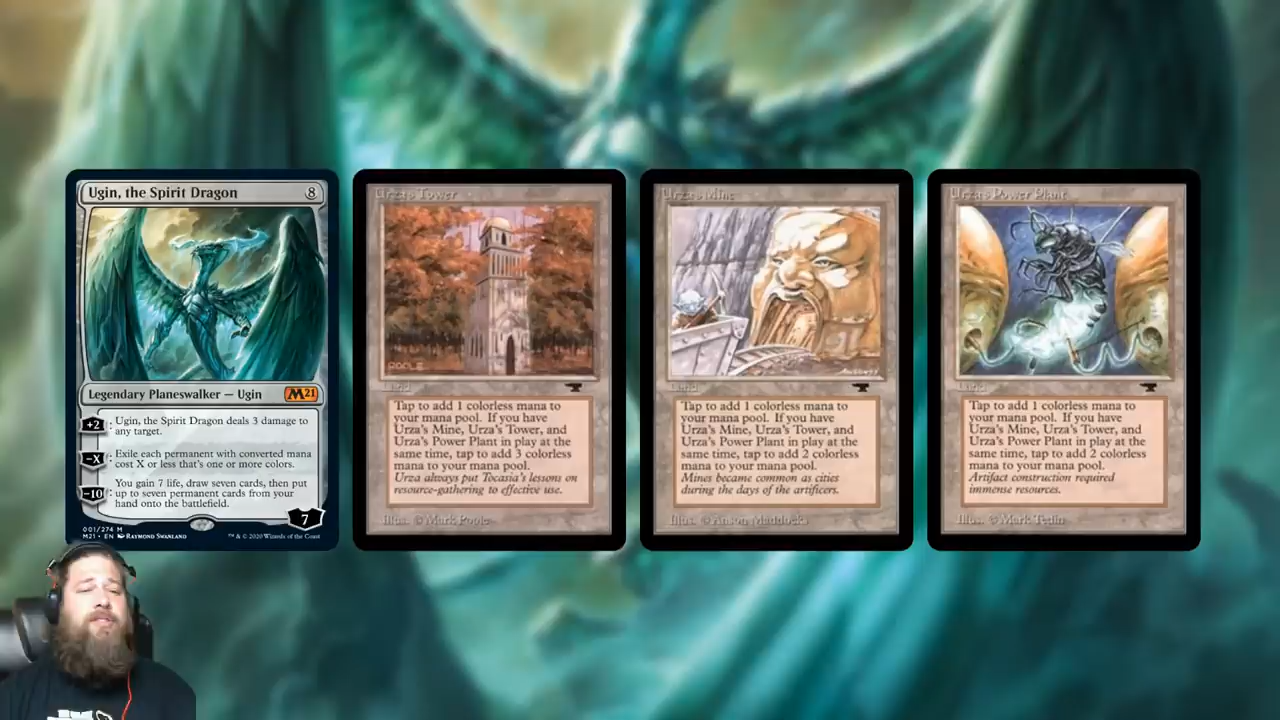 Ugin, the Spirit Dragon
8
Legendary Planeswalker — Ugin
M21
+2: Ugin, the Spirit Dragon deals 3 damage to
any target.
-X: Exile each permanent with converted mana
cost X or less that's one or more colors.
-10: You gain 7 life, draw seven cards, then put
up to seven permanent cards from your
hand onto the battlefield.
7
001/274 M
M21 • EN Raymond Swanland
™ & © 2020 Wizards of the Coast
Urza's Tower
POOLE
Land
Tap to add 1 colorless mana to
your mana pool. If you have
Urza's Mine, Urza's Tower, and
Urza's Power Plant in play at the
same time, tap to add 3 colorless
mana to your mana pool.
Urza always put Tocasia's lessons on
resource-gathering to effective use.
Illus. © Mark Poole
Urza's Mine
Land
Tap to add 1 colorless mana to
your mana pool. If you have
Urza's Mine, Urza's Tower, and
Urza's Power Plant in play at the
same time, tap to add 2 colorless
mana to your mana pool.
Mines became common as cities
during the days of the artificers.
Illus. © Anson Maddocks
Urza's Power Plant
Land
Tap to add 1 colorless mana to
your mana pool. If you have
Urza's Mine, Urza's Tower, and
Urza's Power Plant in play at the
same time, tap to add 2 colorless
mana to your mana pool.
Artifact construction required
immense resources.
Illus. © Mark Tedin